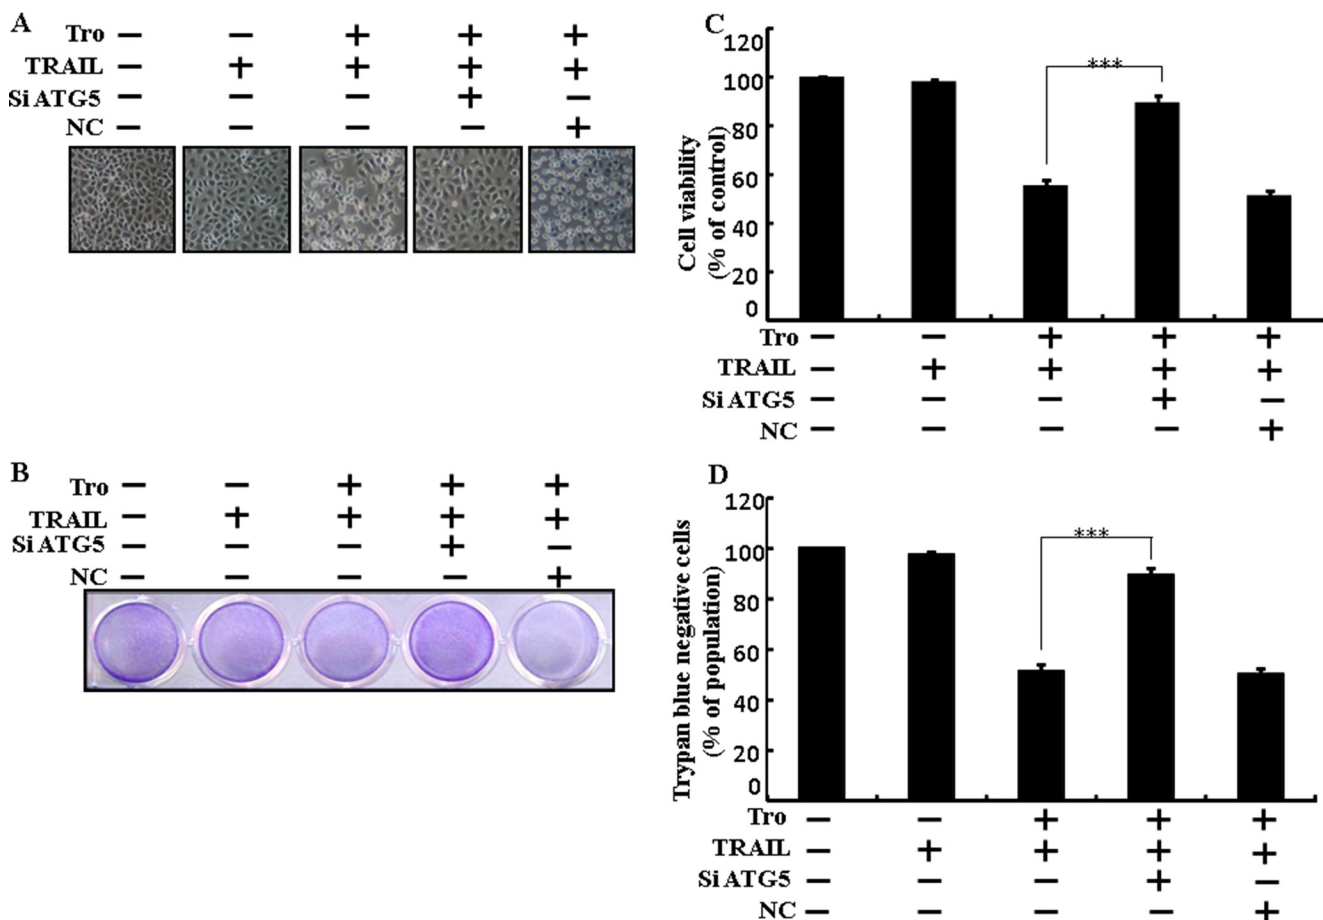 A
Tro – – + + +
TRAIL – + + + +
Si ATG5 – – – + –
NC – – – – +
B
Tro – – + + +
TRAIL – + + + +
Si ATG5 – – – + –
NC – – – – +
C
Cell viability
(% of control)
120
100
80
60
40
20
0
***
Tro – – + + +
TRAIL – + + + +
Si ATG5 – – – + –
NC – – – – +
D
Trypan blue negative cells
(% of population)
120
100
80
60
40
20
0
***
Tro – – + + +
TRAIL – + + + +
Si ATG5 – – – + –
NC – – – – +